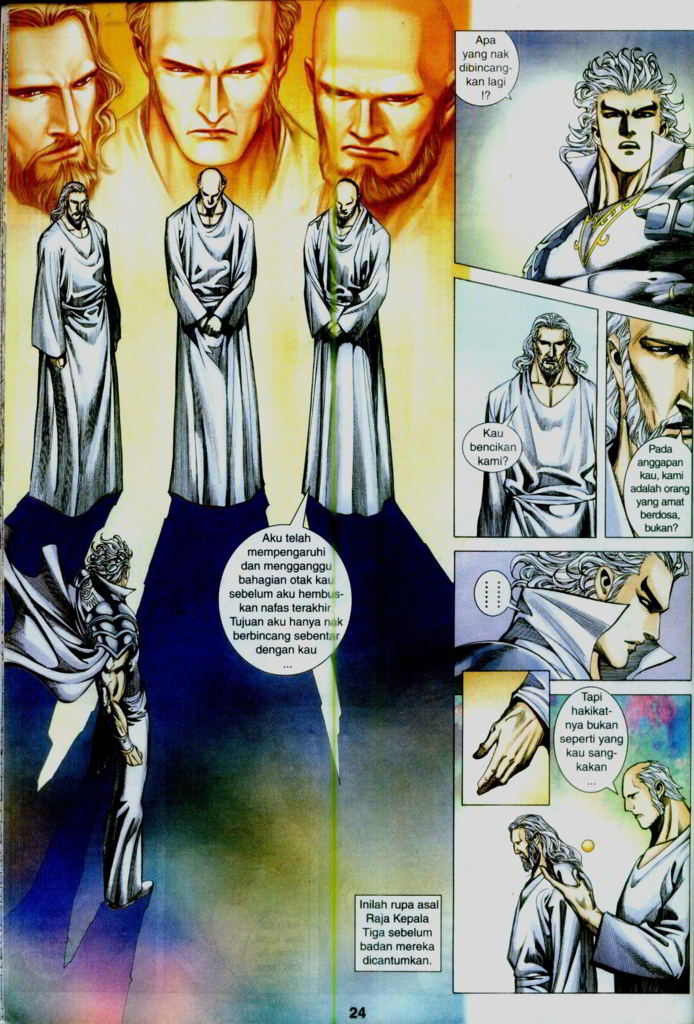 Aku telah
mempengaruhi
dan mengganggu
bahagian otak kau
sebelum aku hembus-
kan nafas terakhir.
Tujuan aku hanya nak
berbincang sebentar
dengan kau
...
Inilah rupa asal
Raja Kepala
Tiga sebelum
badan mereka
dicantumkan.
Apa
yang nak
dibincang-
kan lagi
!?
Kau
bencikan
kami?
Pada
anggapan
kau, kami
adalah orang
yang amat
berdosa,
bukan?
......
Tapi
hakikat-
nya bukan
seperti yang
kau sang-
kakan
...
24